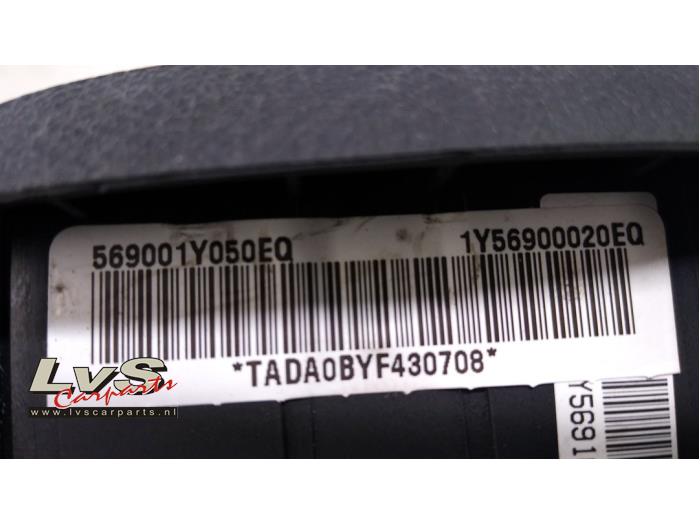 569001Y050EQ 1Y56900020EQ
*TADA0BYF430708*
LvS
Carparts
www.lvscarparts.nl
Y5691